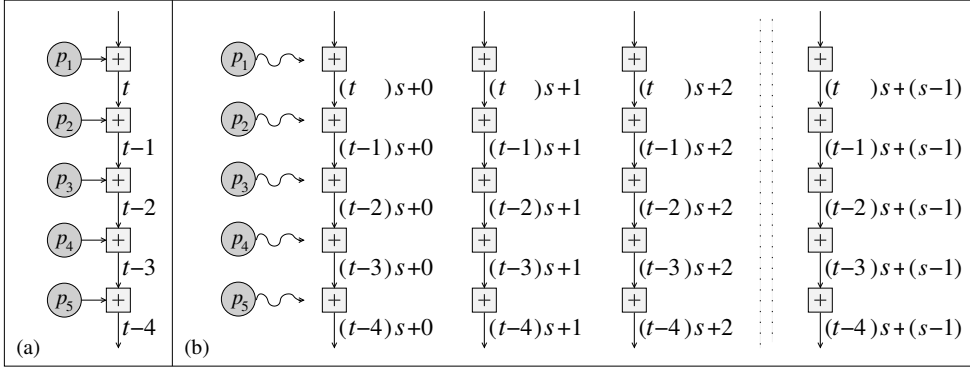 p1 + p1 + + + +
t (t )s+0 (t )s+1 (t )s+2 (t )s+(s−1)
p2 + p2 + + + +
t−1 (t−1)s+0 (t−1)s+1 (t−1)s+2 (t−1)s+(s−1)
p3 + p3 + + + +
t−2 (t−2)s+0 (t−2)s+1 (t−2)s+2 (t−2)s+(s−1)
p4 + p4 + + + +
t−3 (t−3)s+0 (t−3)s+1 (t−3)s+2 (t−3)s+(s−1)
p5 + p5 + + + +
t−4 (t−4)s+0 (t−4)s+1 (t−4)s+2 (t−4)s+(s−1)
(a) (b)